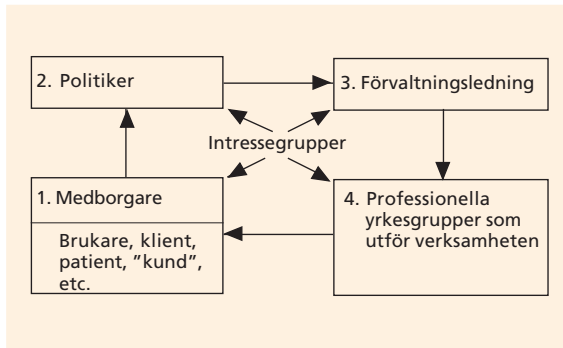 2. Politiker
3. Förvaltningsledning
Intressegrupper
1. Medborgare
Brukare, klient,
patient, ”kund”,
etc.
4. Professionella
yrkesgrupper som
utför verksamheten